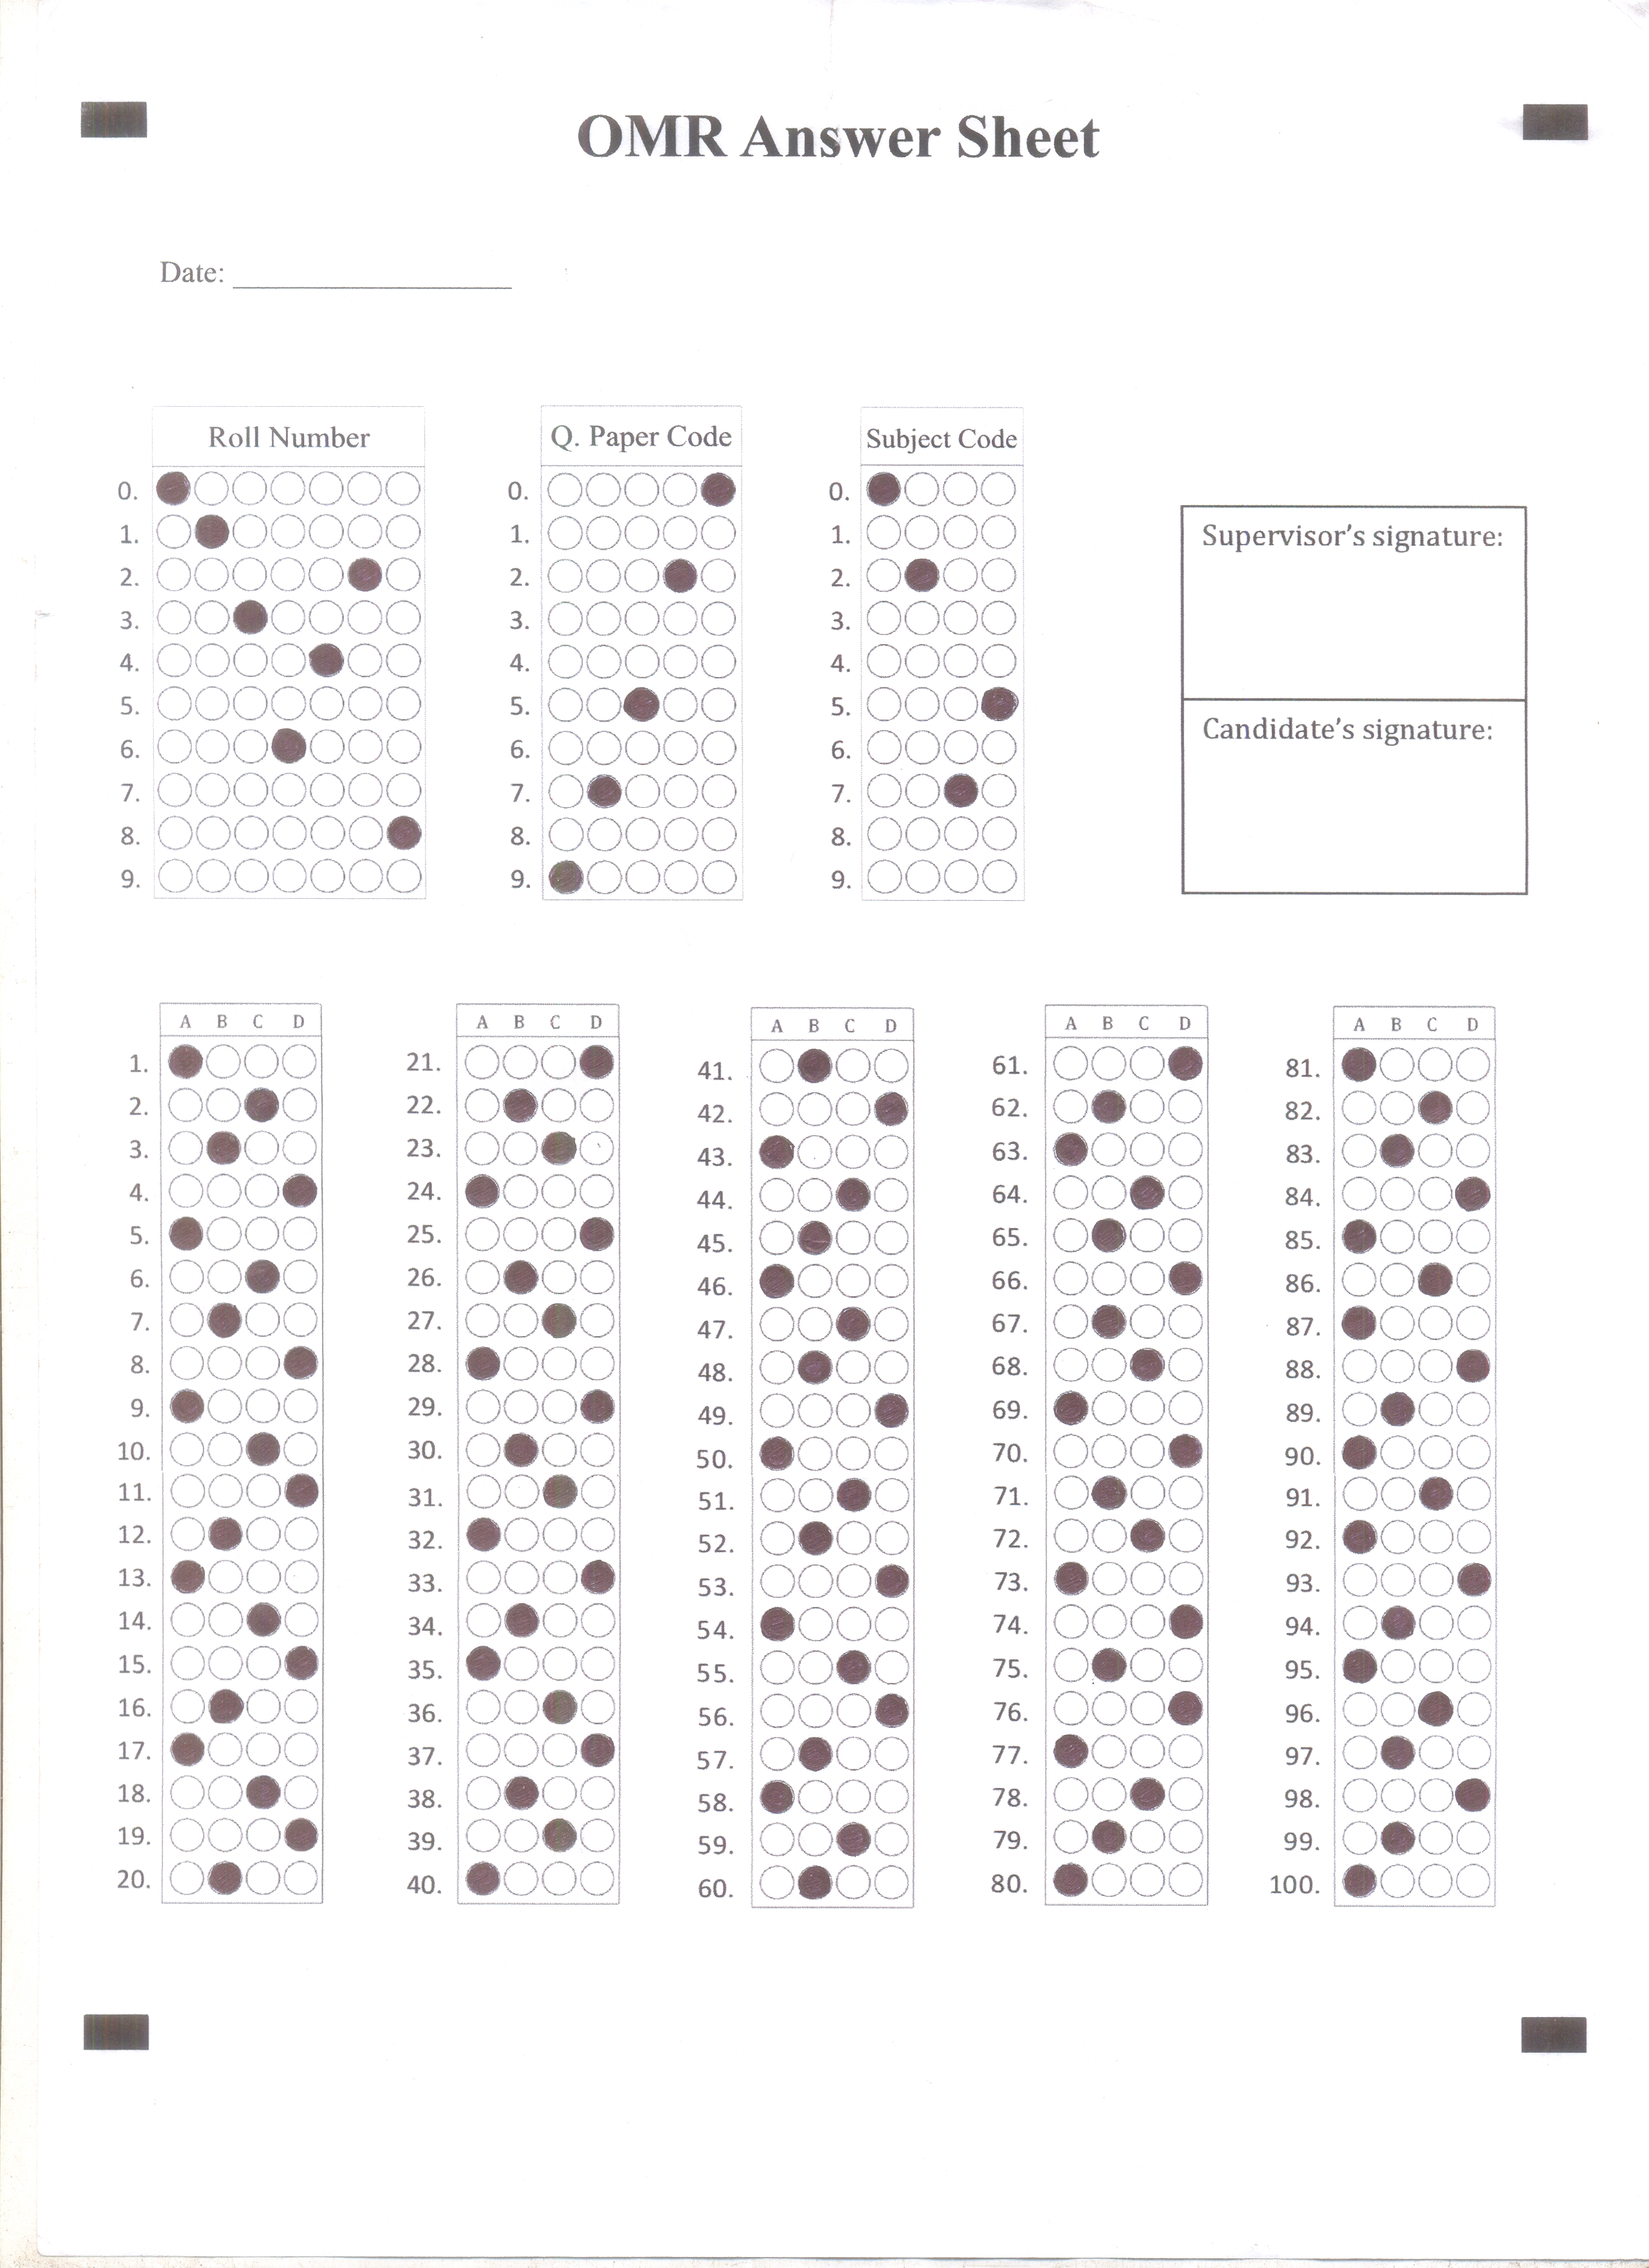 OMR Answer Sheet
Date:
Roll Number Q. Paper Code Subject Code
0. 0. 0.
1. 1. 1.
2. 2. 2.
3. 3. 3.
4. 4. 4.
5. 5. 5.
6. 6. 6.
7. 7. 7.
8. 8. 8.
9. 9. 9.
Supervisor's signature:
Candidate's signature:
A B C D A B C D A B C D A B C D A B C D
1. 21. 41. 61. 81.
2. 22. 42. 62. 82.
3. 23. 43. 63. 83.
4. 24. 44. 64. 84.
5. 25. 45. 65. 85.
6. 26. 46. 66. 86.
7. 27. 47. 67. 87.
8. 28. 48. 68. 88.
9. 29. 49. 69. 89.
10. 30. 50. 70. 90.
11. 31. 51. 71. 91.
12. 32. 52. 72. 92.
13. 33. 53. 73. 93.
14. 34. 54. 74. 94.
15. 35. 55. 75. 95.
16. 36. 56. 76. 96.
17. 37. 57. 77. 97.
18. 38. 58. 78. 98.
19. 39. 59. 79. 99.
20. 40. 60. 80. 100.